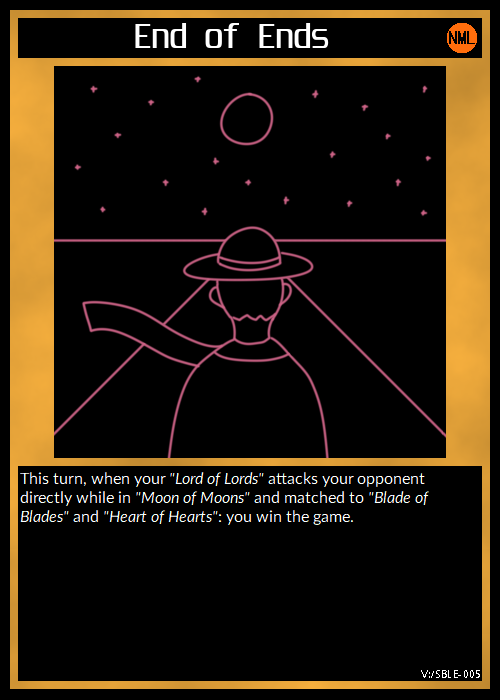 End of Ends
NML
This turn, when your "Lord of Lords" attacks your opponent
directly while in "Moon of Moons" and matched to "Blade of
Blades" and "Heart of Hearts": you win the game.
V:/SBLE-005